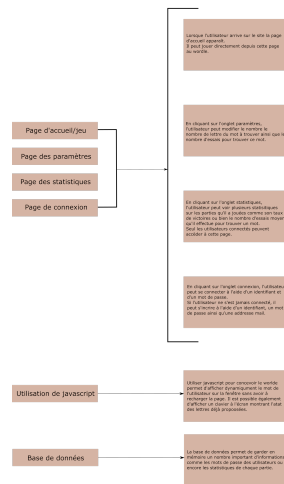 Page d'accueil/jeu
Page des paramètres
Page des statistiques
Page de connexion
Lorsque l'utilisateur arrive sur le site la page
d'accueil apparaît.
Il peut jouer directement depuis cette page
au wordle.
En cliquant sur l'onglet paramètres,
l'utilisateur peut modifier le nombre le
nombre de lettre du mot à trouver ainsi que le
nombre d'essais pour trouver ce mot.
En cliquant sur l'onglet statistiques,
l'utilisateur peut voir plusieurs statistiques
sur les parties qu'il a jouées comme son taux
de victoires ou bien le nombre d'essais moyen
qu'il effectue pour trouver un mot.
Seul les utilisateurs connectés peuvent
accéder à cette page.
En cliquant sur l'onglet connexion, l'utilisateur
peut se connecter à l'aide d'un identifiant et
d'un mot de passe.
Si l'utilisateur ne s'est jamais connecté, il
peut s'incrire à l'aide d'un identifiant, un mot
de passe ainsi qu'une addresse mail.
Utilisation de javascript
Utiliser javascript pour concevoir le worlde
permet d'afficher dynamiquement le mot de
l'utilisateur sur la fenêtre sans avoir à
recharger la page. Il est possible également
d'afficher un clavier à l'écran montrant l'état
des lettres déjà proposées.
Base de données
La base de données permet de garder en
mémoire un nombre important d'informations
comme les mots de passe des utilisateurs ou
encore les statistiques de chaque partie.